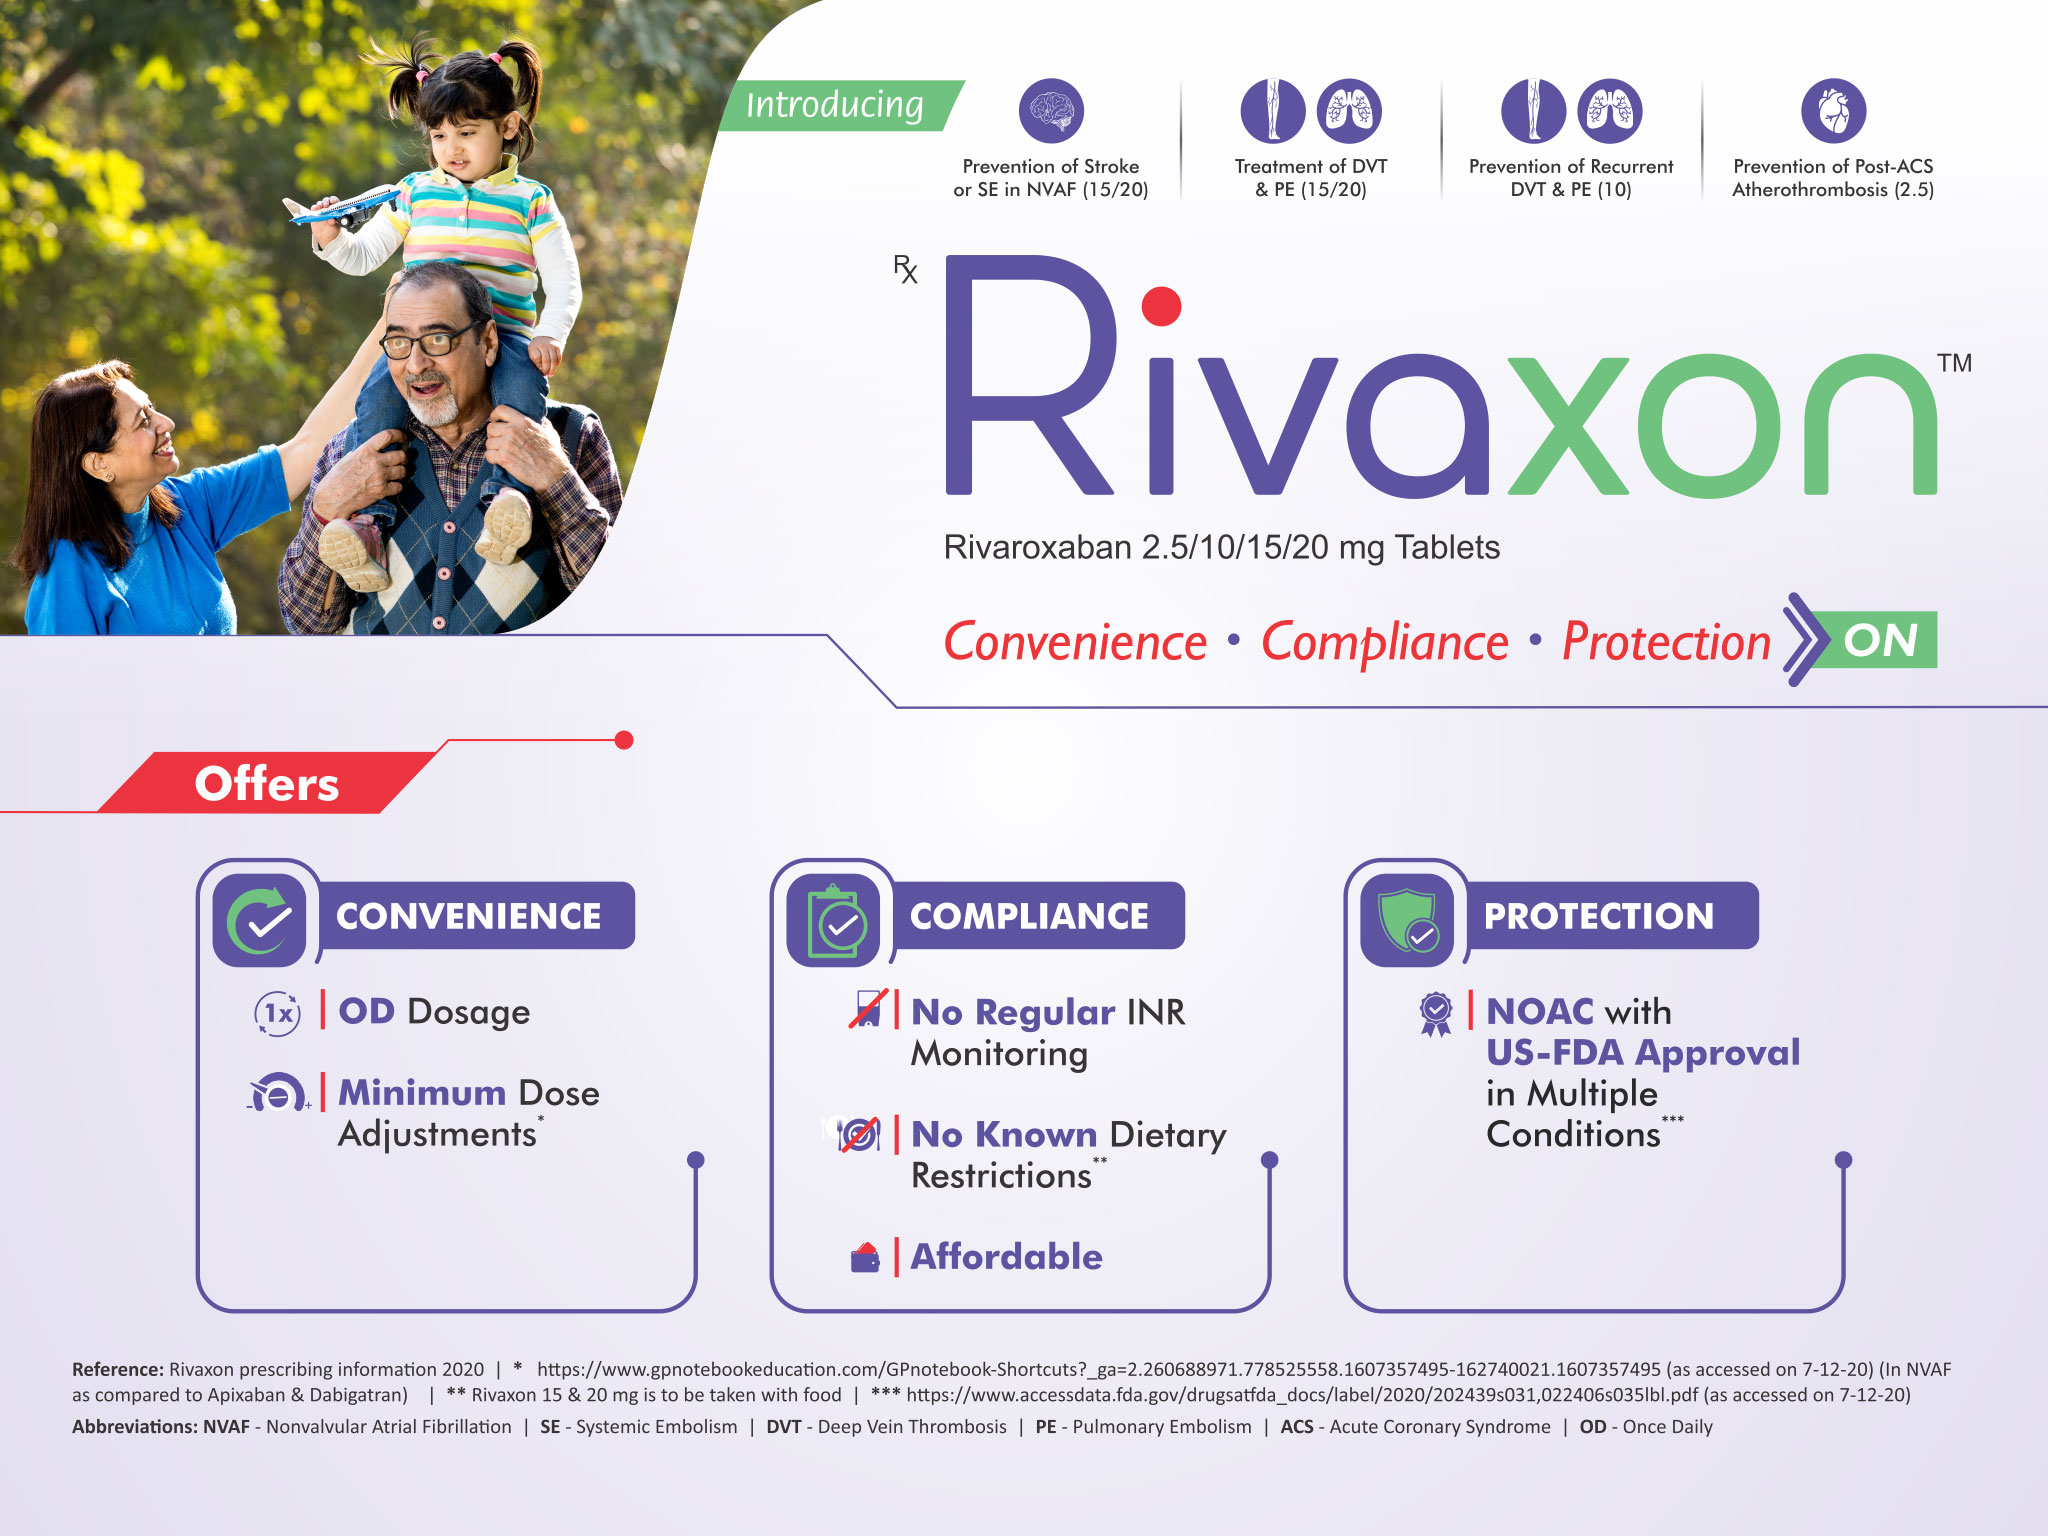 Introducing
Prevention of Stroke
or SE in NVAF (15/20)
Treatment of DVT
& PE (15/20)
Prevention of Recurrent
DVT & PE (10)
Prevention of Post-ACS
Atherothrombosis (2.5)
Rx
Rivaxon™
Rivaroxaban 2.5/10/15/20 mg Tablets
Convenience • Compliance • Protection ON
Offers
CONVENIENCE
1x
OD Dosage
Minimum Dose
Adjustments*
COMPLIANCE
No Regular INR
Monitoring
No Known Dietary
Restrictions**
Affordable
PROTECTION
NOAC with
US-FDA Approval
in Multiple
Conditions***
Reference: Rivaxon prescribing information 2020 | * https://www.gpnotebookeducation.com/GPnotebook-Shortcuts?_ga=2.260688971.778525558.1607357495-162740021.1607357495 (as accessed on 7-12-20) (In NVAF
as compared to Apixaban & Dabigatran) | ** Rivaxon 15 & 20 mg is to be taken with food | *** https://www.accessdata.fda.gov/drugsatfda_docs/label/2020/202439s031,022406s035lbl.pdf (as accessed on 7-12-20)
Abbreviations: NVAF - Nonvalvular Atrial Fibrillation | SE - Systemic Embolism | DVT - Deep Vein Thrombosis | PE - Pulmonary Embolism | ACS - Acute Coronary Syndrome | OD - Once Daily